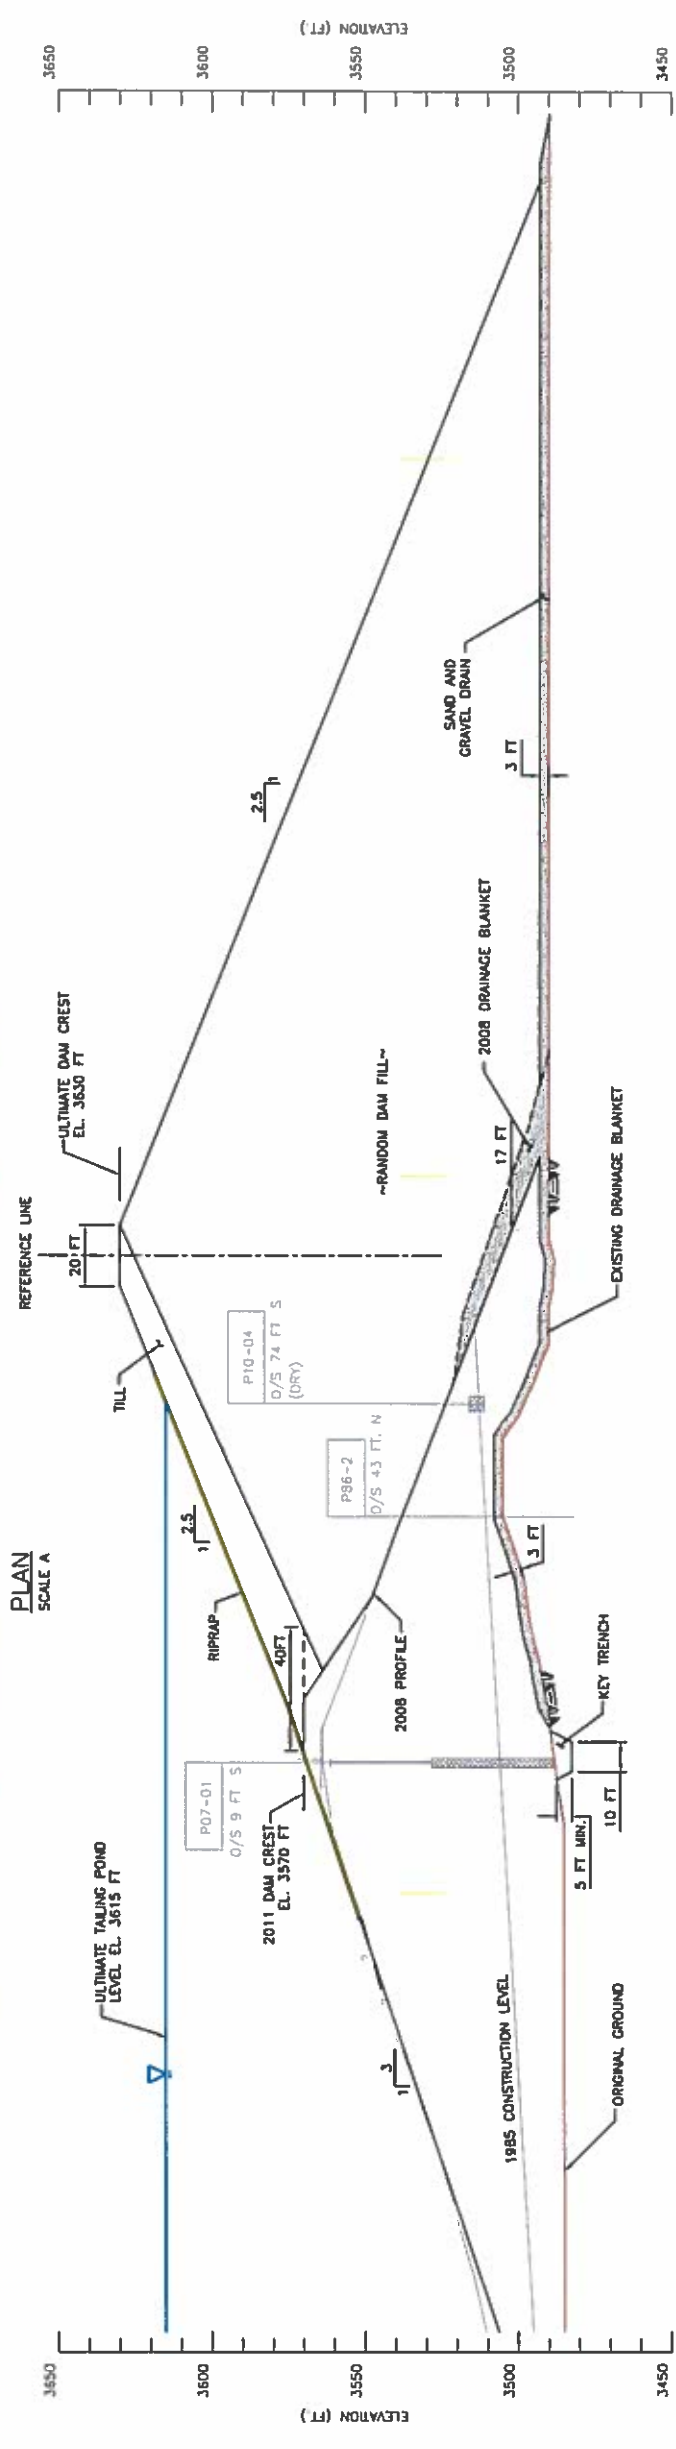 PLAN
SCALE A
REFERENCE LINE
20 FT
ULTIMATE DAM CREST
EL. 3630 FT
ULTIMATE TAILING POND
LEVEL EL. 3615 FT
TILL
RIPRAP
2.5
1
2.5
1
3
1
P07-01
O/S 9 FT S
P10-04
O/S 74 FT S
(DRY)
P86-2
O/S 43 FT. N
2011 DAM CREST
EL. 3570 FT
40FT
~RANDOM DAM FILL~
2008 PROFILE
17 FT
2008 DRAINAGE BLANKET
SAND AND
GRAVEL DRAIN
3 FT
3 FT
1985 CONSTRUCTION LEVEL
ORIGINAL GROUND
5 FT MIN.
10 FT
KEY TRENCH
EXISTING DRAINAGE BLANKET
ELEVATION (FT.)
3650
3600
3550
3500
3450
ELEVATION (FT.)
3650
3600
3550
3500
3450